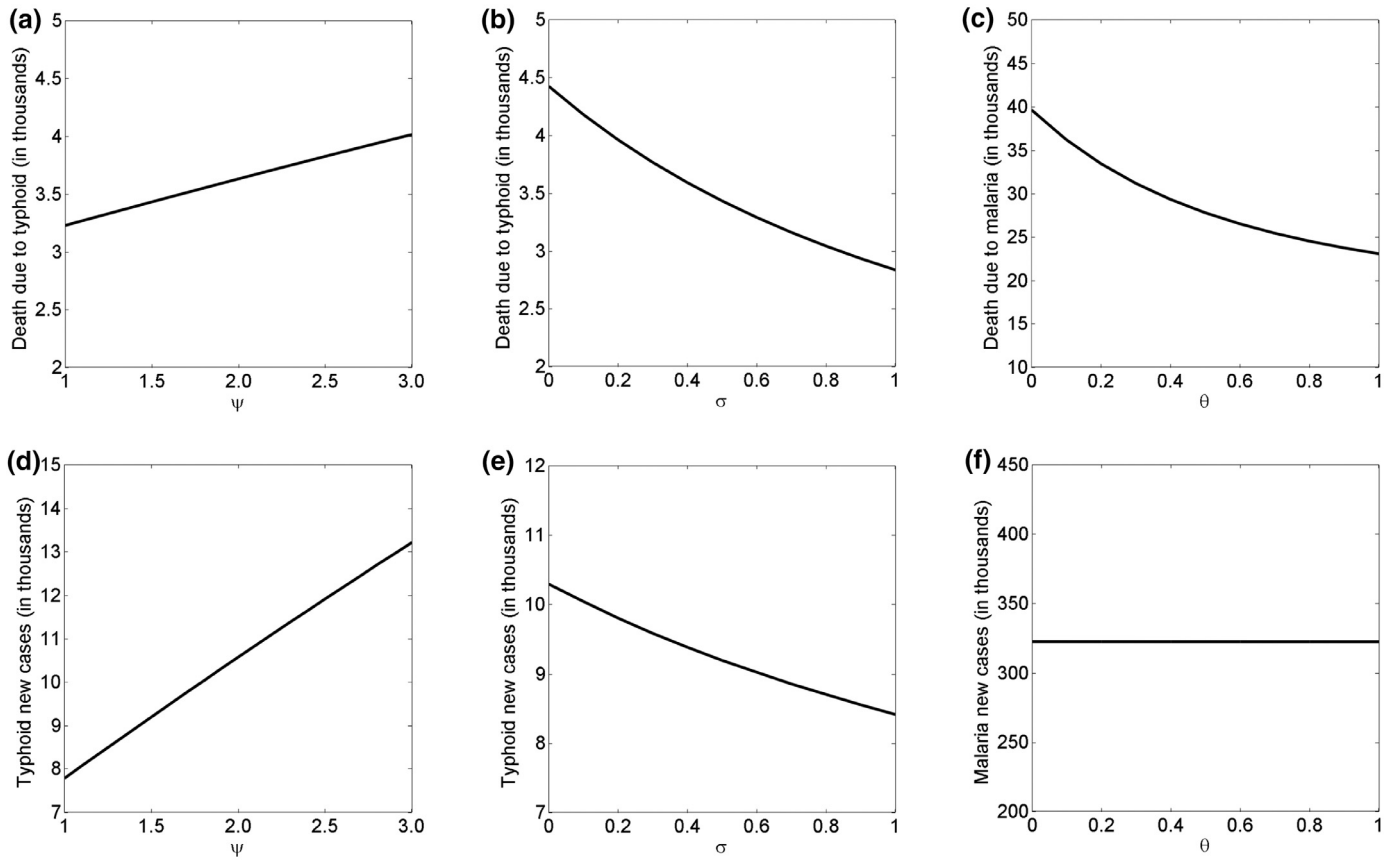 (a)
Death due to typhoid (in thousands)
5
4.5
4
3.5
3
2.5
2
1 1.5 2.0 2.5 3.0
ψ
(b)
Death due to typhoid (in thousands)
5
4.5
4
3.5
3
2.5
2
0 0.2 0.4 0.6 0.8 1
σ
(c)
Death due to malaria (in thousands)
50
45
40
35
30
25
20
15
10
0 0.2 0.4 0.6 0.8 1
θ
(d)
Typhoid new cases (in thousands)
15
14
13
12
11
10
9
8
7
1 1.5 2.0 2.5 3.0
ψ
(e)
Typhoid new cases (in thousands)
12
11
10
9
8
7
0 0.2 0.4 0.6 0.8 1
σ
(f)
Malaria new cases (in thousands)
450
400
350
300
250
200
0 0.2 0.4 0.6 0.8 1
θ